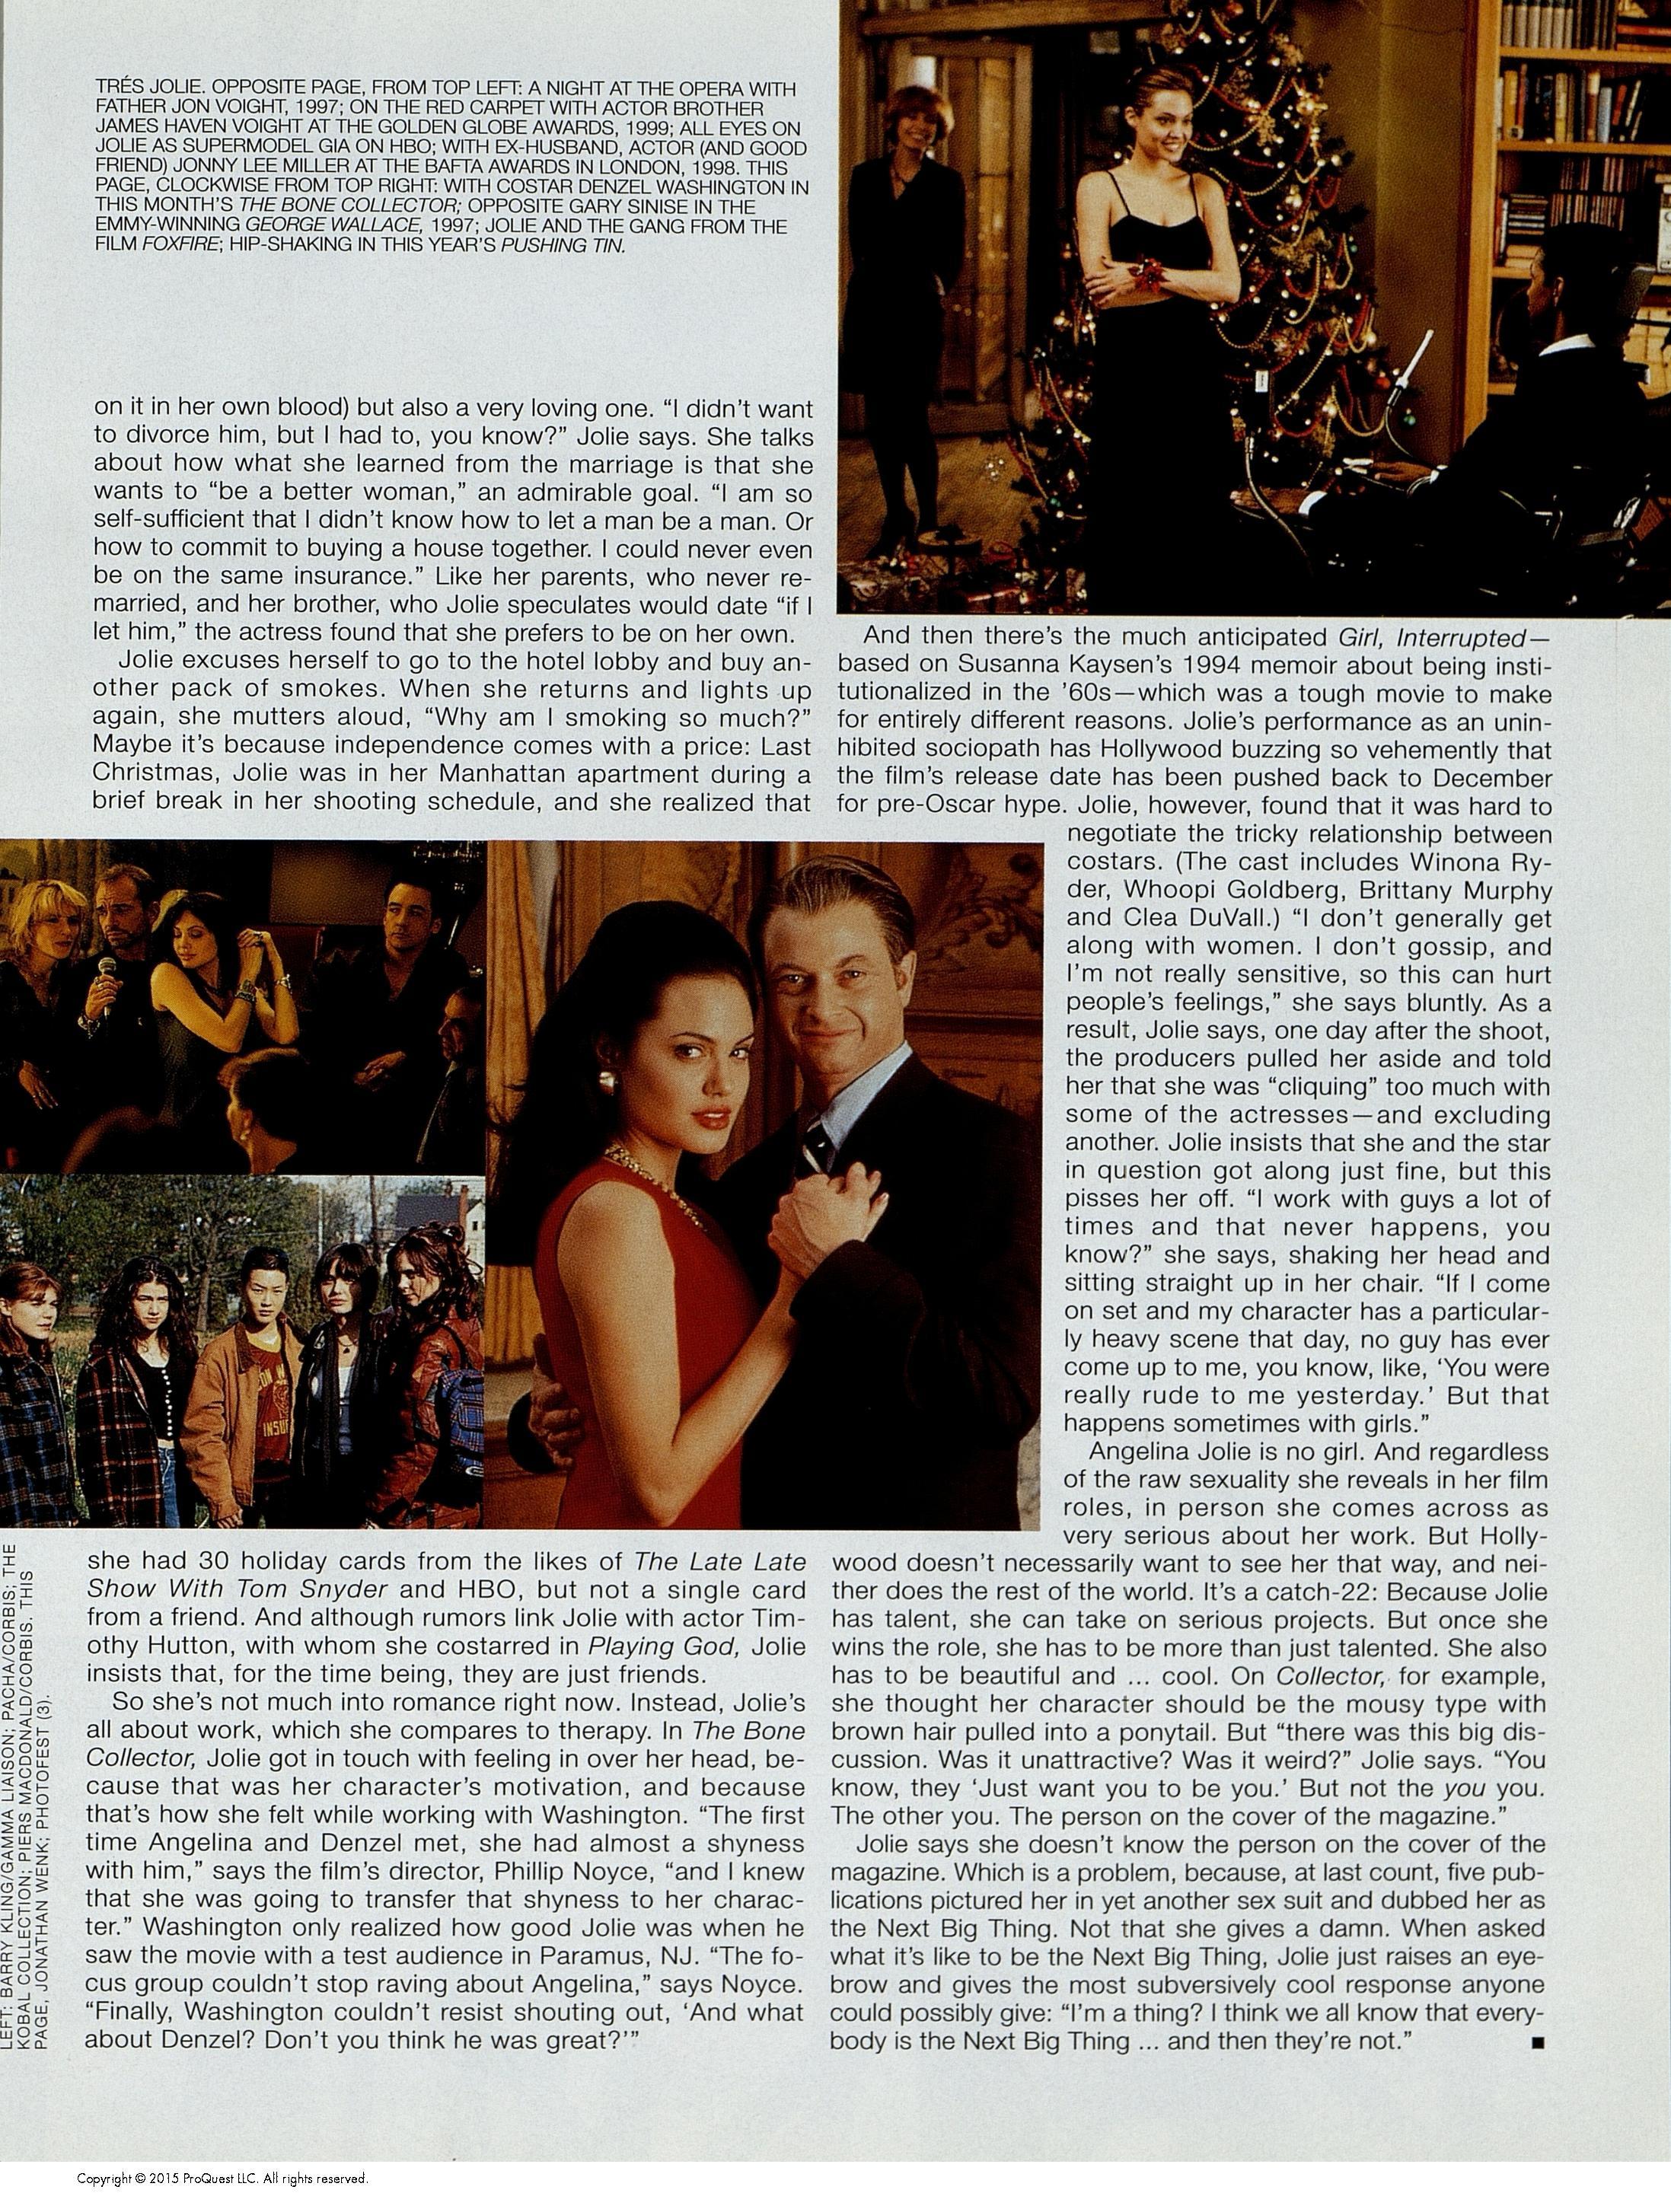 TRÉS JOLIE. OPPOSITE PAGE, FROM TOP LEFT: A NIGHT AT THE OPERA WITH
FATHER JON VOIGHT, 1997; ON THE RED CARPET WITH ACTOR BROTHER
JAMES HAVEN VOIGHT AT THE GOLDEN GLOBE AWARDS, 1999; ALL EYES ON
JOLIE AS SUPERMODEL GIA ON HBO; WITH EX-HUSBAND, ACTOR (AND GOOD
FRIEND) JONNY LEE MILLER AT THE BAFTA AWARDS IN LONDON, 1998. THIS
PAGE, CLOCKWISE FROM TOP RIGHT: WITH COSTAR DENZEL WASHINGTON IN
THIS MONTH'S THE BONE COLLECTOR; OPPOSITE GARY SINISE IN THE
EMMY-WINNING GEORGE WALLACE, 1997; JOLIE AND THE GANG FROM THE
FILM FOXFIRE; HIP-SHAKING IN THIS YEAR'S PUSHING TIN.
on it in her own blood) but also a very loving one. “I didn't want
to divorce him, but I had to, you know?” Jolie says. She talks
about how what she learned from the marriage is that she
wants to “be a better woman,” an admirable goal. “I am so
self-sufficient that I didn't know how to let a man be a man. Or
how to commit to buying a house together. I could never even
be on the same insurance.” Like her parents, who never re-
married, and her brother, who Jolie speculates would date “if I
let him,” the actress found that she prefers to be on her own.
Jolie excuses herself to go to the hotel lobby and buy an-
other pack of smokes. When she returns and lights up
again, she mutters aloud, “Why am I smoking so much?”
Maybe it's because independence comes with a price: Last
Christmas, Jolie was in her Manhattan apartment during a
brief break in her shooting schedule, and she realized that
she had 30 holiday cards from the likes of The Late Late
Show With Tom Snyder and HBO, but not a single card
from a friend. And although rumors link Jolie with actor Tim-
othy Hutton, with whom she costarred in Playing God, Jolie
insists that, for the time being, they are just friends.
So she's not much into romance right now. Instead, Jolie's
all about work, which she compares to therapy. In The Bone
Collector, Jolie got in touch with feeling in over her head, be-
cause that was her character's motivation, and because
that's how she felt while working with Washington. “The first
time Angelina and Denzel met, she had almost a shyness
with him,” says the film's director, Phillip Noyce, “and I knew
that she was going to transfer that shyness to her charac-
ter.” Washington only realized how good Jolie was when he
saw the movie with a test audience in Paramus, NJ. “The fo-
cus group couldn't stop raving about Angelina,” says Noyce.
“Finally, Washington couldn't resist shouting out, ‘And what
about Denzel? Don't you think he was great?’”
And then there's the much anticipated Girl, Interrupted—
based on Susanna Kaysen's 1994 memoir about being insti-
tutionalized in the '60s—which was a tough movie to make
for entirely different reasons. Jolie's performance as an unin-
hibited sociopath has Hollywood buzzing so vehemently that
the film's release date has been pushed back to December
for pre-Oscar hype. Jolie, however, found that it was hard to
negotiate the tricky relationship between
costars. (The cast includes Winona Ry-
der, Whoopi Goldberg, Brittany Murphy
and Clea DuVall.) “I don't generally get
along with women. I don't gossip, and
I'm not really sensitive, so this can hurt
people's feelings,” she says bluntly. As a
result, Jolie says, one day after the shoot,
the producers pulled her aside and told
her that she was “cliquing” too much with
some of the actresses—and excluding
another. Jolie insists that she and the star
in question got along just fine, but this
pisses her off. “I work with guys a lot of
times and that never happens, you
know?” she says, shaking her head and
sitting straight up in her chair. “If I come
on set and my character has a particular-
ly heavy scene that day, no guy has ever
come up to me, you know, like, ‘You were
really rude to me yesterday.’ But that
happens sometimes with girls.”
Angelina Jolie is no girl. And regardless
of the raw sexuality she reveals in her film
roles, in person she comes across as
very serious about her work. But Holly-
wood doesn't necessarily want to see her that way, and nei-
ther does the rest of the world. It's a catch-22: Because Jolie
has talent, she can take on serious projects. But once she
wins the role, she has to be more than just talented. She also
has to be beautiful and ... cool. On Collector, for example,
she thought her character should be the mousy type with
brown hair pulled into a ponytail. But “there was this big dis-
cussion. Was it unattractive? Was it weird?” Jolie says. “You
know, they ‘Just want you to be you.’ But not the you you.
The other you. The person on the cover of the magazine.”
Jolie says she doesn't know the person on the cover of the
magazine. Which is a problem, because, at last count, five pub-
lications pictured her in yet another sex suit and dubbed her as
the Next Big Thing. Not that she gives a damn. When asked
what it's like to be the Next Big Thing, Jolie just raises an eye-
brow and gives the most subversively cool response anyone
could possibly give: “I'm a thing? I think we all know that every-
body is the Next Big Thing ... and then they're not.” ■
LEFT: BARRY KLING/GAMMA LIAISON; PACHA/CORBIS; THE
KOBAL COLLECTION; PIERS MACDONALD/CORBIS. THIS
PAGE, JONATHAN WENK; PHOTOFEST (3).
Copyright © 2015 ProQuest LLC. All rights reserved.